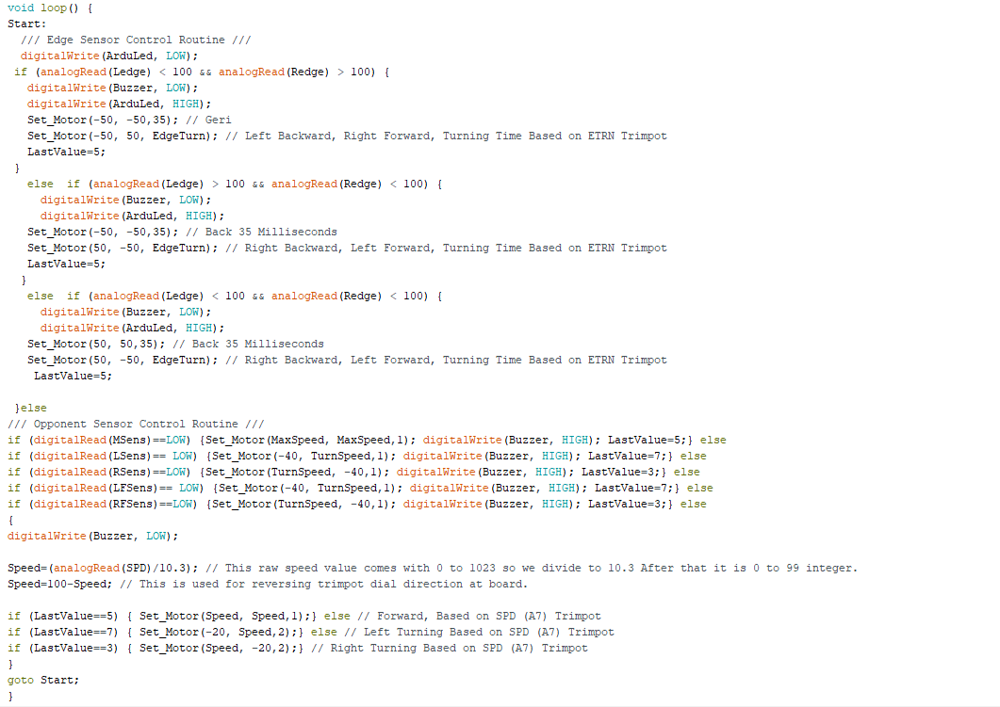 void loop() {
Start:
/// Edge Sensor Control Routine ///
digitalWrite(ArduLed, LOW);
if (analogRead(Ledge) < 100 && analogRead(Redge) > 100) {
digitalWrite(Buzzer, LOW);
digitalWrite(ArduLed, HIGH);
Set_Motor(-50, -50,35); // Geri
Set_Motor(-50, 50, EdgeTurn); // Left Backward, Right Forward, Turning Time Based on ETRN Trimpot
LastValue=5;
}
else  if (analogRead(Ledge) > 100 && analogRead(Redge) < 100) {
digitalWrite(Buzzer, LOW);
digitalWrite(ArduLed, HIGH);
Set_Motor(-50, -50,35); // Back 35 Milliseconds
Set_Motor(50, -50, EdgeTurn); // Right Backward, Left Forward, Turning Time Based on ETRN Trimpot
LastValue=5;
}
else  if (analogRead(Ledge) < 100 && analogRead(Redge) < 100) {
digitalWrite(Buzzer, LOW);
digitalWrite(ArduLed, HIGH);
Set_Motor(50, 50,35); // Back 35 Milliseconds
Set_Motor(50, -50, EdgeTurn); // Right Backward, Left Forward, Turning Time Based on ETRN Trimpot
LastValue=5;
}else
/// Opponent Sensor Control Routine ///
if (digitalRead(MSens)==LOW) {Set_Motor(MaxSpeed, MaxSpeed,1); digitalWrite(Buzzer, HIGH); LastValue=5;} else
if (digitalRead(LSens)== LOW) {Set_Motor(-40, TurnSpeed,1); digitalWrite(Buzzer, HIGH); LastValue=7;} else
if (digitalRead(RSens)==LOW) {Set_Motor(TurnSpeed, -40,1); digitalWrite(Buzzer, HIGH); LastValue=3;} else
if (digitalRead(LFSens)== LOW) {Set_Motor(-40, TurnSpeed,1); digitalWrite(Buzzer, HIGH); LastValue=7;} else
if (digitalRead(RFSens)==LOW) {Set_Motor(TurnSpeed, -40,1); digitalWrite(Buzzer, HIGH); LastValue=3;} else
{
digitalWrite(Buzzer, LOW);
Speed=(analogRead(SPD)/10.3); // This raw speed value comes with 0 to 1023 so we divide to 10.3 After that it is 0 to 99 integer.
Speed=100-Speed; // This is used for reversing trimpot dial direction at board.
if (LastValue==5) { Set_Motor(Speed, Speed,1);} else // Forward, Based on SPD (A7) Trimpot
if (LastValue==7) { Set_Motor(-20, Speed,2);} else // Left Turning Based on SPD (A7) Trimpot
if (LastValue==3) { Set_Motor(Speed, -20,2);} // Right Turning Based on SPD (A7) Trimpot
}
goto Start;
}